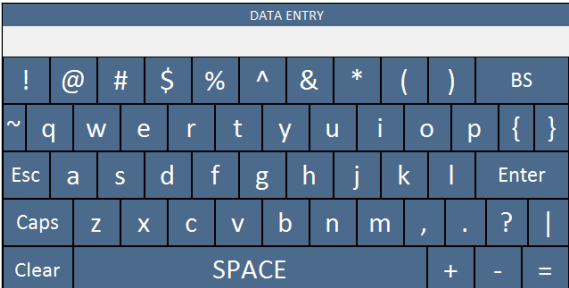 DATA ENTRY
! @ # $ % ^ & * ( ) BS
~ q w e r t y u i o p { }
Esc a s d f g h j k l Enter
Caps z x c v b n m , . ? |
Clear SPACE + - =